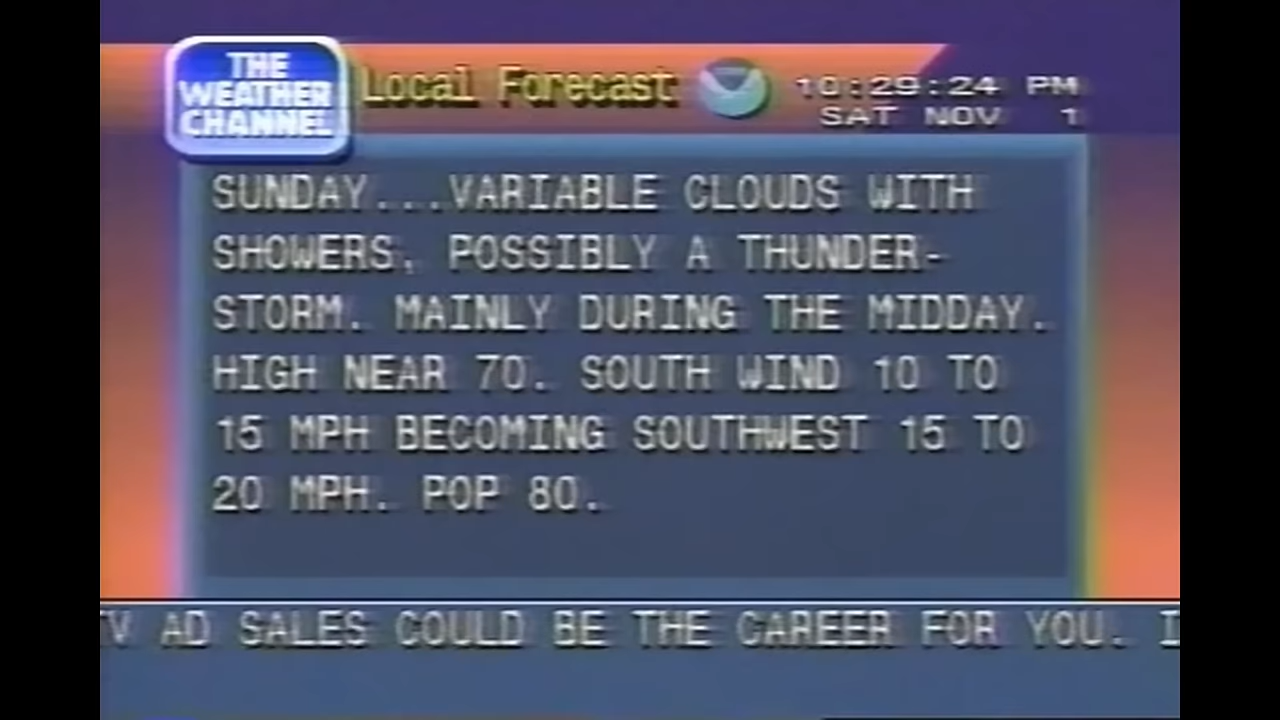 THE
WEATHER
CHANNEL
Local Forecast
10:29:24 PM
SAT NOV 1
SUNDAY...VARIABLE CLOUDS WITH
SHOWERS, POSSIBLY A THUNDER-
STORM. MAINLY DURING THE MIDDAY.
HIGH NEAR 70. SOUTH WIND 10 TO
15 MPH BECOMING SOUTHWEST 15 TO
20 MPH. POP 80.
TV AD SALES COULD BE THE CAREER FOR YOU. I